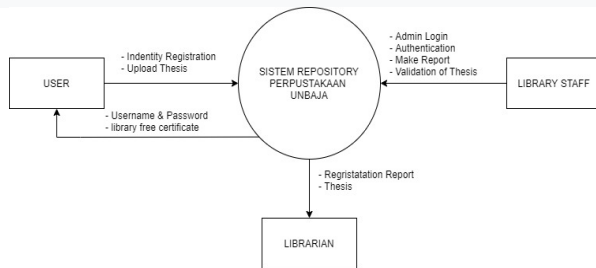 - Indentity Registration
- Upload Thesis
USER
SISTEM REPOSITORY
PERPUSTAKAAN
UNBAJA
- Admin Login
- Authentication
- Make Report
- Validation of Thesis
LIBRARY STAFF
- Username & Password
- library free certificate
- Regristatation Report
- Thesis
LIBRARIAN